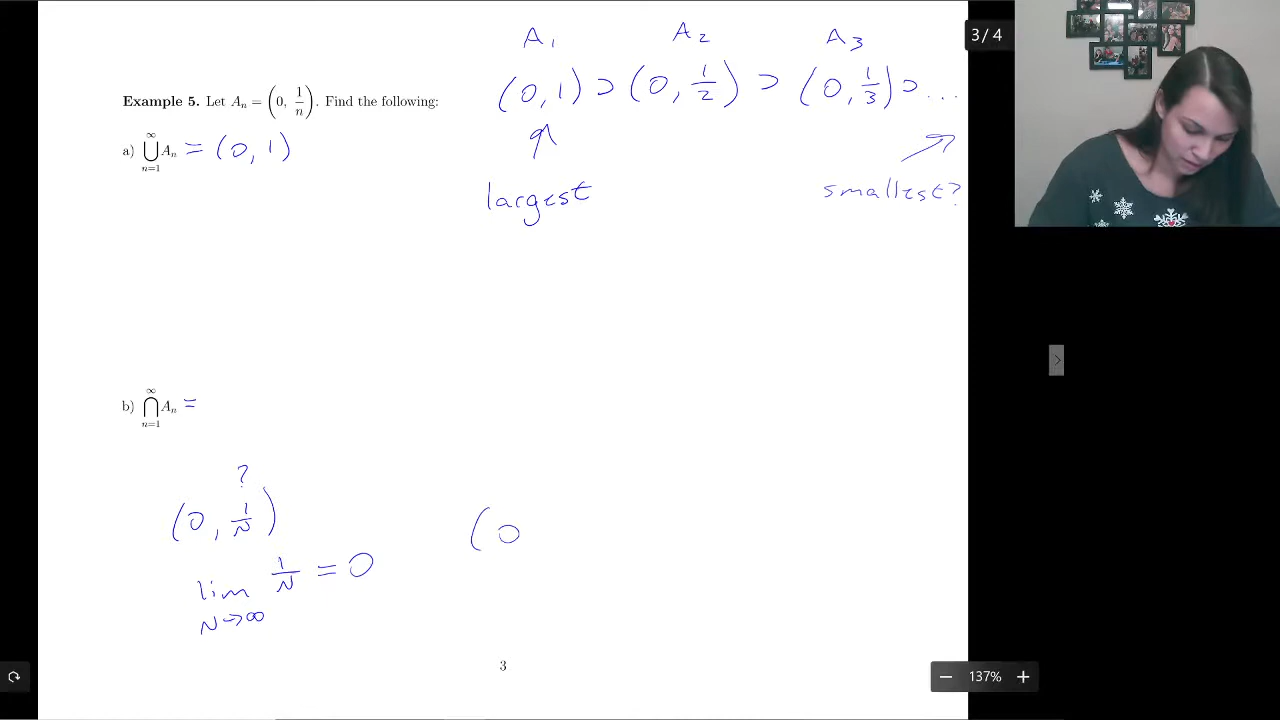 A₁ A₂ A₃
3 / 4
Example 5. Let Aₙ = (0, 1/n). Find the following:
(0, 1) ⊃ (0, 1/2) ⊃ (0, 1/3) ⊃ ...
a) ⋃_{n=1}^{∞} Aₙ = (0, 1)
largest
smallest?
b) ⋂_{n=1}^{∞} Aₙ =
?
(0, 1/N)
(0
lim_{N→∞} 1/N = 0
3
137%